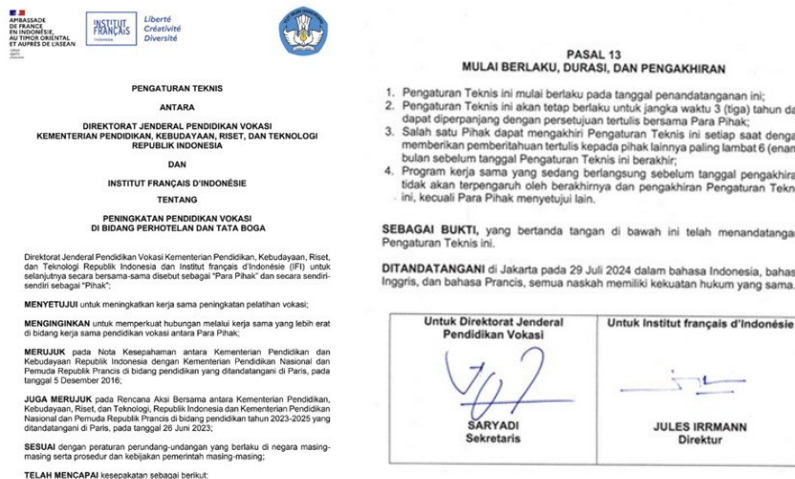 AMBASSADE
DE FRANCE
EN INDONÉSIE,
AU TIMOR ORIENTAL
ET AUPRÈS DE L'ASEAN
INSTITUT
FRANÇAIS
Liberté
Créativité
Diversité
PENGATURAN TEKNIS
ANTARA
DIREKTORAT JENDERAL PENDIDIKAN VOKASI
KEMENTERIAN PENDIDIKAN, KEBUDAYAAN, RISET, DAN TEKNOLOGI
REPUBLIK INDONESIA
DAN
INSTITUT FRANÇAIS D'INDONÉSIE
TENTANG
PENINGKATAN PENDIDIKAN VOKASI
DI BIDANG PERHOTELAN DAN TATA BOGA
Direktorat Jenderal Pendidikan Vokasi Kementerian Pendidikan, Kebudayaan, Riset,
dan Teknologi Republik Indonesia dan Institut français d'Indonésie (IFI) untuk
selanjutnya secara bersama-sama disebut sebagai "Para Pihak" dan secara sendiri-
sendiri sebagai "Pihak";
MENYETUJUI untuk meningkatkan kerja sama peningkatan pelatihan vokasi;
MENGINGINKAN untuk memperkuat hubungan melalui kerja sama yang lebih erat
di bidang kerja sama pendidikan vokasi antara Para Pihak;
MERUJUK pada Nota Kesepahaman antara Kementerian Pendidikan dan
Kebudayaan Republik Indonesia dengan Kementerian Pendidikan Nasional dan
Pemuda Republik Prancis di bidang pendidikan yang ditandatangani di Paris, pada
tanggal 5 Desember 2016;
JUGA MERUJUK pada Rencana Aksi Bersama antara Kementerian Pendidikan,
Kebudayaan, Riset, dan Teknologi, Republik Indonesia dan Kementerian Pendidikan
Nasional dan Pemuda Republik Prancis di bidang pendidikan tahun 2023-2025 yang
ditandatangani di Paris, pada tanggal 26 Juni 2023;
SESUAI dengan peraturan perundang-undangan yang berlaku di negara masing-
masing serta prosedur dan kebijakan pemerintah masing-masing;
TELAH MENCAPAI kesepakatan sebagai berikut:
PASAL 13
MULAI BERLAKU, DURASI, DAN PENGAKHIRAN
1. Pengaturan Teknis ini mulai berlaku pada tanggal penandatanganan ini;
2. Pengaturan Teknis ini akan tetap berlaku untuk jangka waktu 3 (tiga) tahun da
dapat diperpanjang dengan persetujuan tertulis bersama Para Pihak;
3. Salah satu Pihak dapat mengakhiri Pengaturan Teknis ini setiap saat denga
memberikan pemberitahuan tertulis kepada pihak lainnya paling lambat 6 (enam
bulan sebelum tanggal Pengaturan Teknis ini berakhir;
4. Program kerja sama yang sedang berlangsung sebelum tanggal pengakhira
tidak akan terpengaruh oleh berakhirnya dan pengakhiran Pengaturan Tekn
ini, kecuali Para Pihak menyetujui lain.
SEBAGAI BUKTI, yang bertanda tangan di bawah ini telah menandatangan
Pengaturan Teknis ini.
DITANDATANGANI di Jakarta pada 29 Juli 2024 dalam bahasa Indonesia, bahas
Inggris, dan bahasa Prancis, semua naskah memiliki kekuatan hukum yang sama.
Untuk Direktorat Jenderal
Pendidikan Vokasi
SARYADI
Sekretaris
Untuk Institut français d'Indonésie
JULES IRRMANN
Direktur